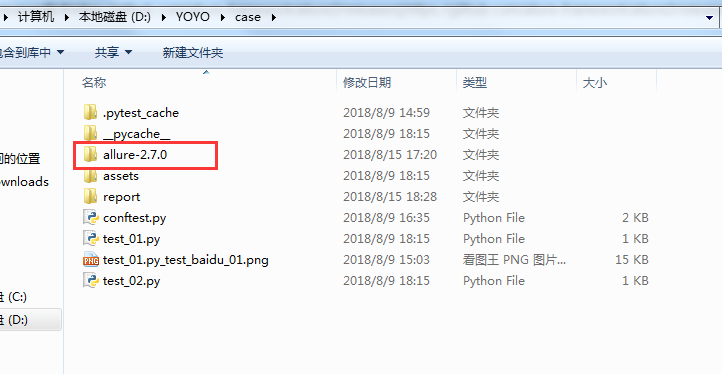 计算机 ▸ 本地磁盘 (D:) ▸ YOYO ▸ case ▸
包含到库中 共享 新建文件夹
名称 修改日期 类型 大小
.pytest_cache 2018/8/9 14:59 文件夹
__pycache__ 2018/8/9 18:15 文件夹
回的位置 allure-2.7.0 2018/8/15 17:20 文件夹
ownloads assets 2018/8/9 18:15 文件夹
report 2018/8/15 18:28 文件夹
conftest.py 2018/8/9 16:35 Python File 2 KB
test_01.py 2018/8/9 18:15 Python File 1 KB
test_01.py_test_baidu_01.png 2018/8/9 15:03 看图王 PNG 图片... 15 KB
test_02.py 2018/8/9 18:15 Python File 1 KB
盘 (C:)
盘 (D:)